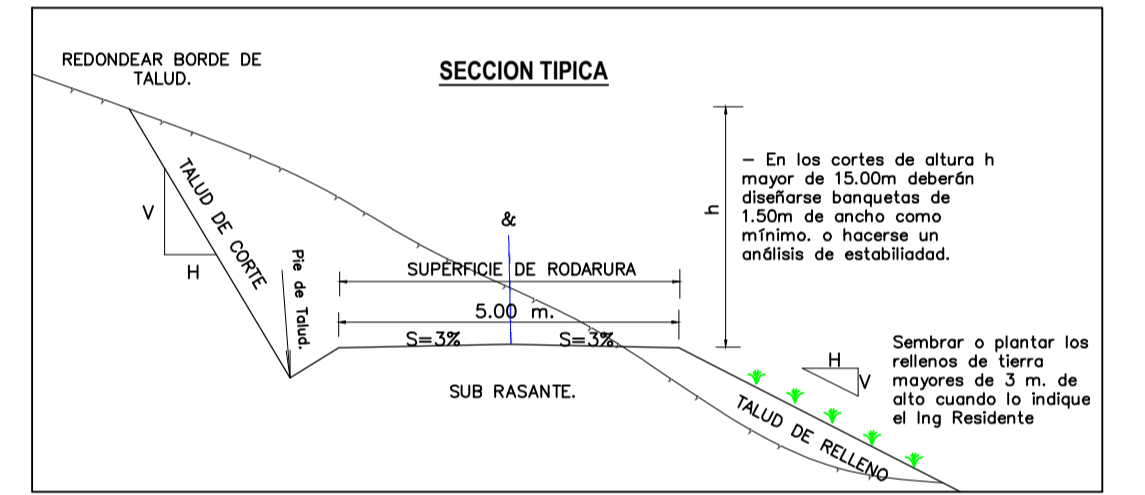 REDONDEAR BORDE DE
TALUD.
SECCION TIPICA
TALUD DE CORTE
V
H
Pie de Talud.
&
SUPERFICIE DE RODARURA
5.00 m.
S=3%
S=3%
SUB RASANTE.
h
– En los cortes de altura h
mayor de 15.00m deberán
diseñarse banquetas de
1.50m de ancho como
mínimo. o hacerse un
análisis de estabiliadad.
H
V
Sembrar o plantar los
rellenos de tierra
mayores de 3 m. de
alto cuando lo indique
el Ing Residente
TALUD DE RELLENO